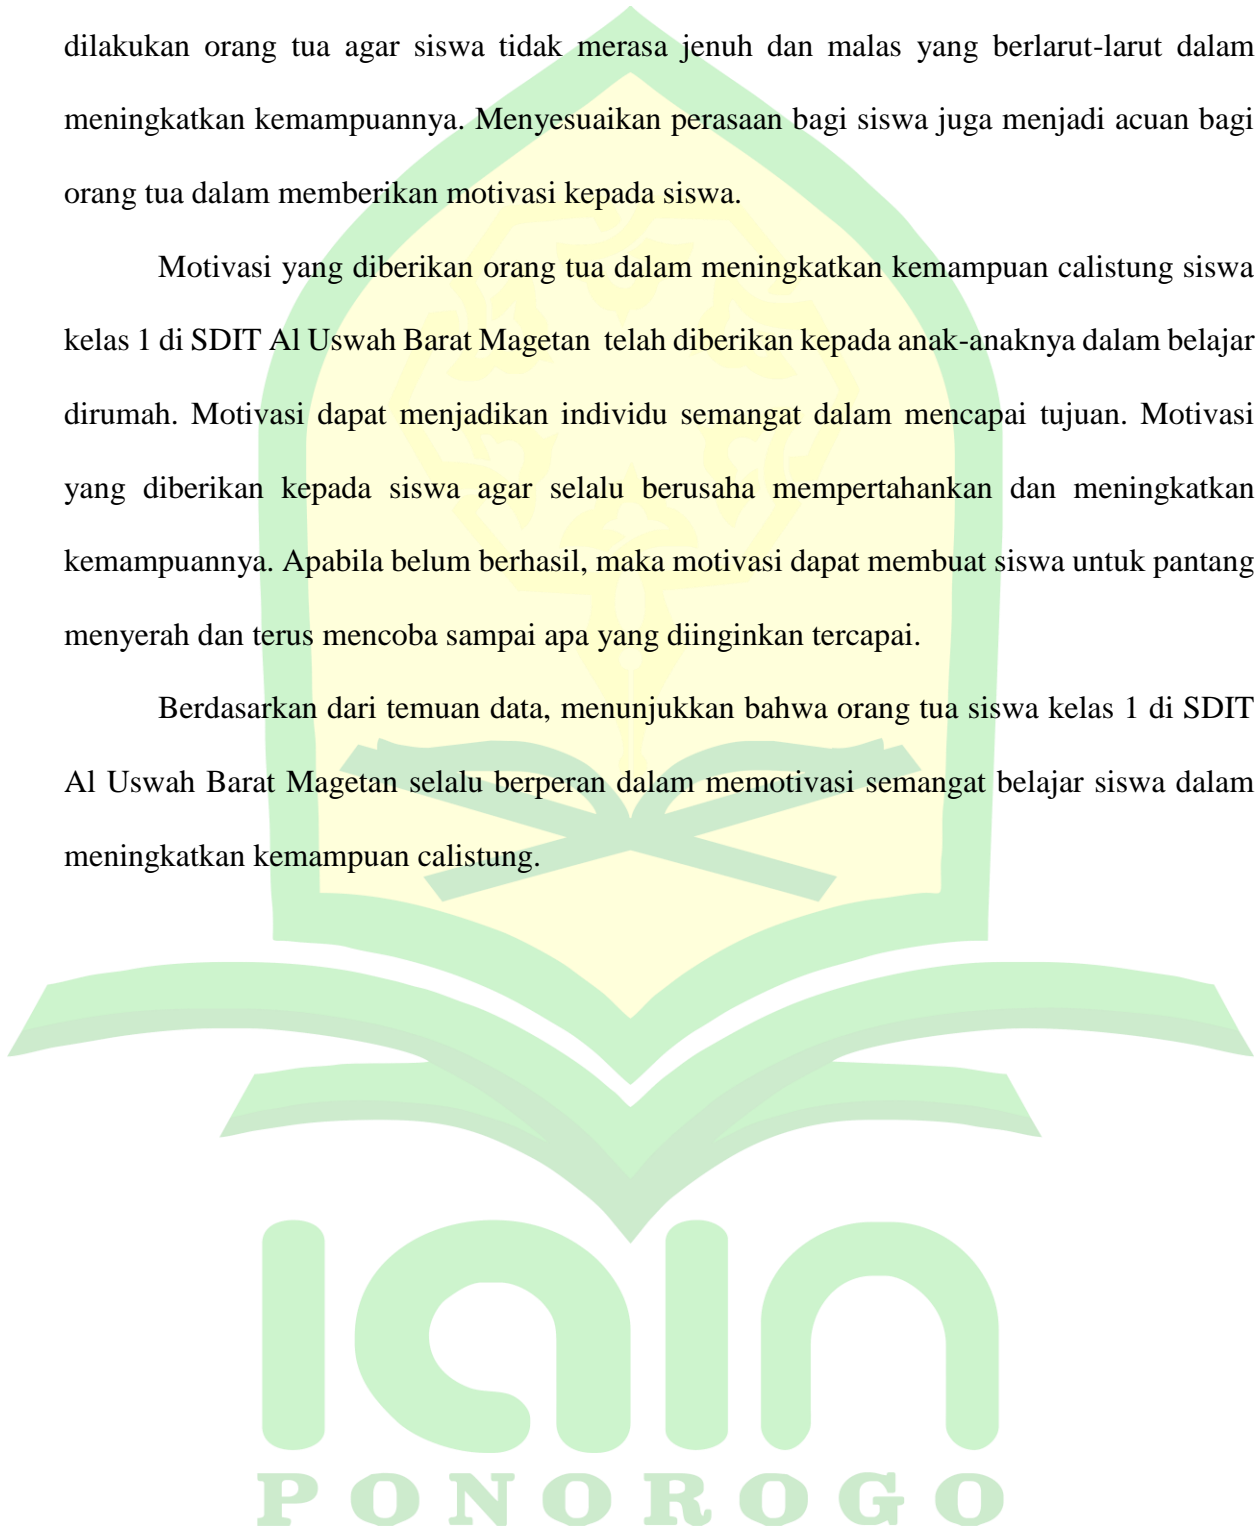 dilakukan orang tua agar siswa tidak merasa jenuh dan malas yang berlarut-larut dalam
meningkatkan kemampuannya. Menyesuaikan perasaan bagi siswa juga menjadi acuan bagi
orang tua dalam memberikan motivasi kepada siswa.
Motivasi yang diberikan orang tua dalam meningkatkan kemampuan calistung siswa
kelas 1 di SDIT Al Uswah Barat Magetan telah diberikan kepada anak-anaknya dalam belajar
dirumah. Motivasi dapat menjadikan individu semangat dalam mencapai tujuan. Motivasi
yang diberikan kepada siswa agar selalu berusaha mempertahankan dan meningkatkan
kemampuannya. Apabila belum berhasil, maka motivasi dapat membuat siswa untuk pantang
menyerah dan terus mencoba sampai apa yang diinginkan tercapai.
Berdasarkan dari temuan data, menunjukkan bahwa orang tua siswa kelas 1 di SDIT
Al Uswah Barat Magetan selalu berperan dalam memotivasi semangat belajar siswa dalam
meningkatkan kemampuan calistung.
iain
PONOROGO